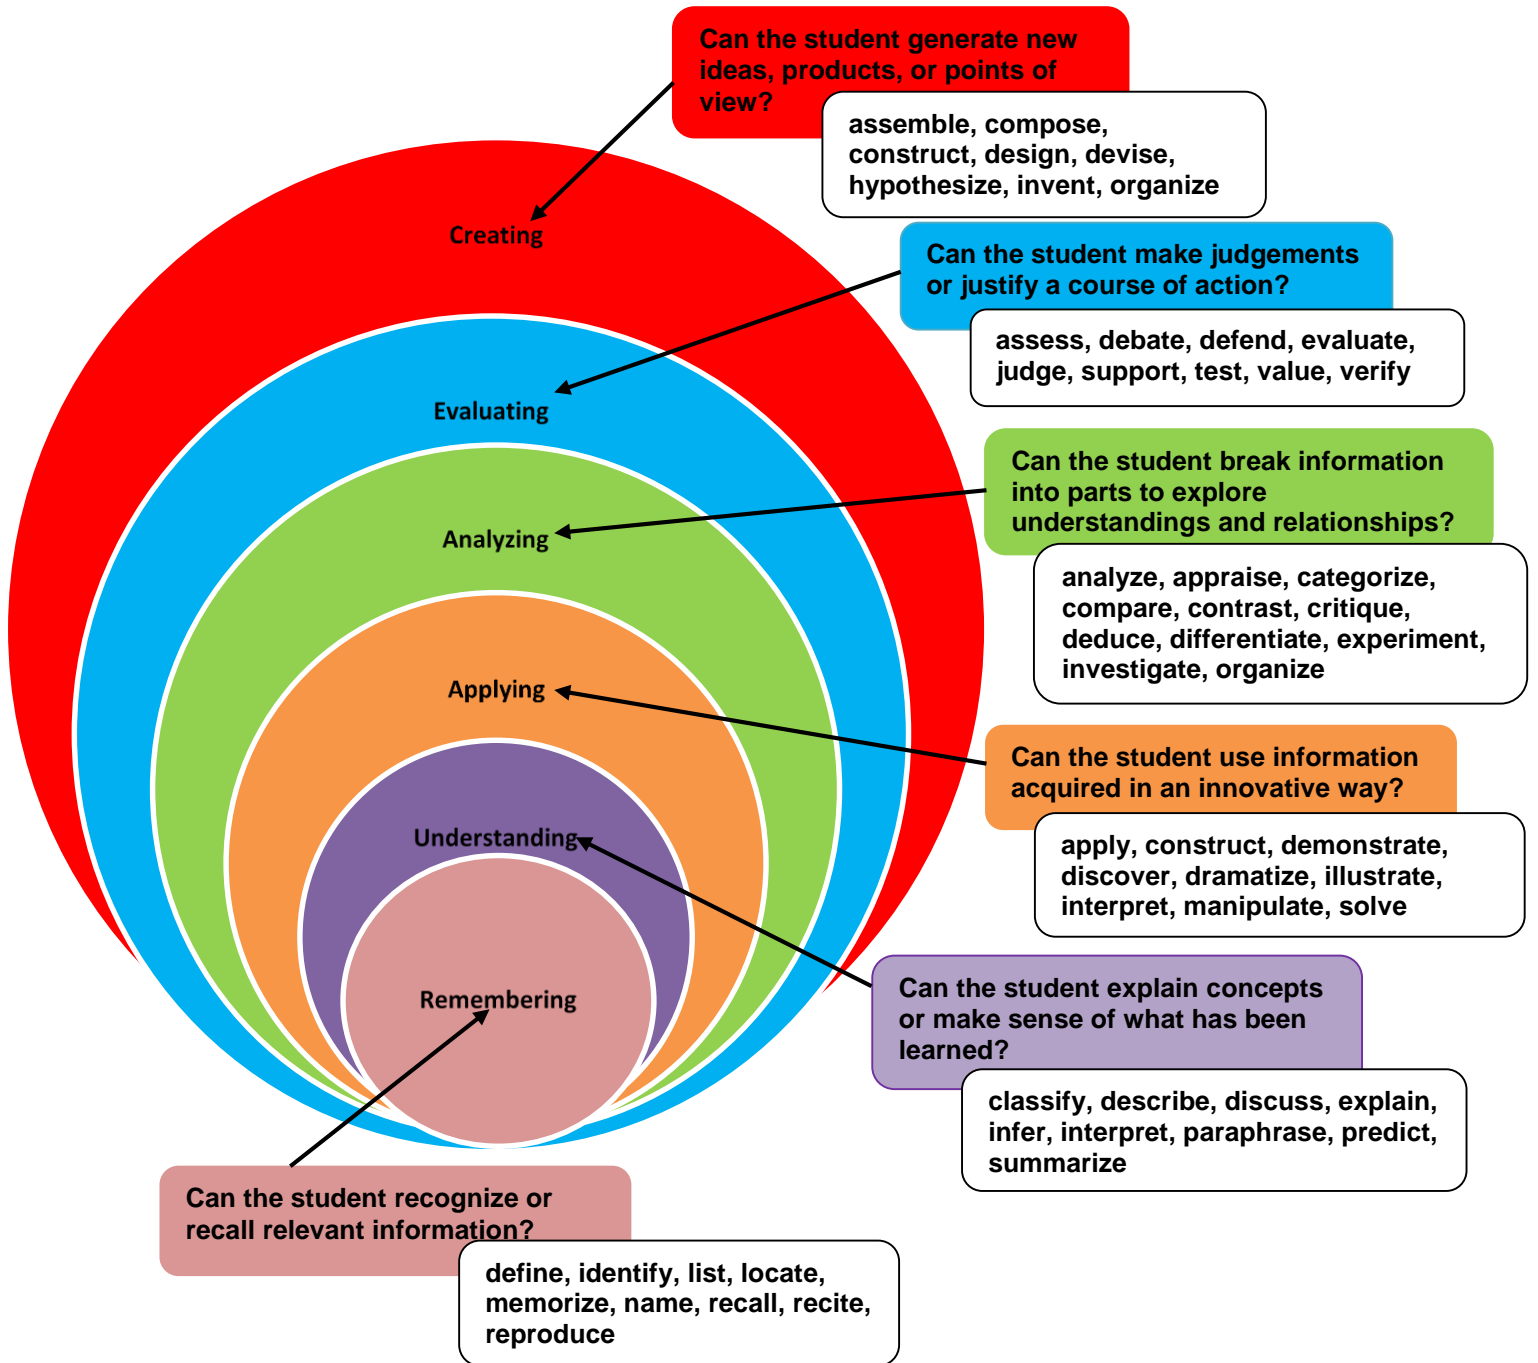 Can the student generate new
ideas, products, or points of
view?
assemble, compose,
construct, design, devise,
hypothesize, invent, organize
Creating
Can the student make judgements
or justify a course of action?
assess, debate, defend, evaluate,
judge, support, test, value, verify
Evaluating
Can the student break information
into parts to explore
understandings and relationships?
analyze, appraise, categorize,
compare, contrast, critique,
deduce, differentiate, experiment,
investigate, organize
Analyzing
Applying
Can the student use information
acquired in an innovative way?
apply, construct, demonstrate,
discover, dramatize, illustrate,
interpret, manipulate, solve
Understanding
Can the student explain concepts
or make sense of what has been
learned?
classify, describe, discuss, explain,
infer, interpret, paraphrase, predict,
summarize
Remembering
Can the student recognize or
recall relevant information?
define, identify, list, locate,
memorize, name, recall, recite,
reproduce